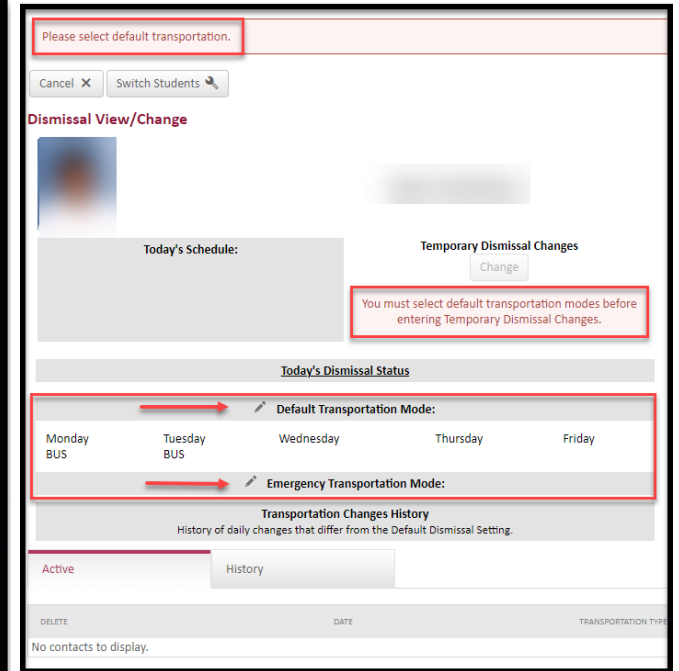 Please select default transportation.
Cancel X Switch Students
Dismissal View/Change
Today's Schedule:
Temporary Dismissal Changes
Change
You must select default transportation modes before
entering Temporary Dismissal Changes.
Today's Dismissal Status
Default Transportation Mode:
Monday Tuesday Wednesday Thursday Friday
BUS BUS
Emergency Transportation Mode:
Transportation Changes History
History of daily changes that differ from the Default Dismissal Setting.
Active History
DELETE DATE TRANSPORTATION TYPE
No contacts to display.